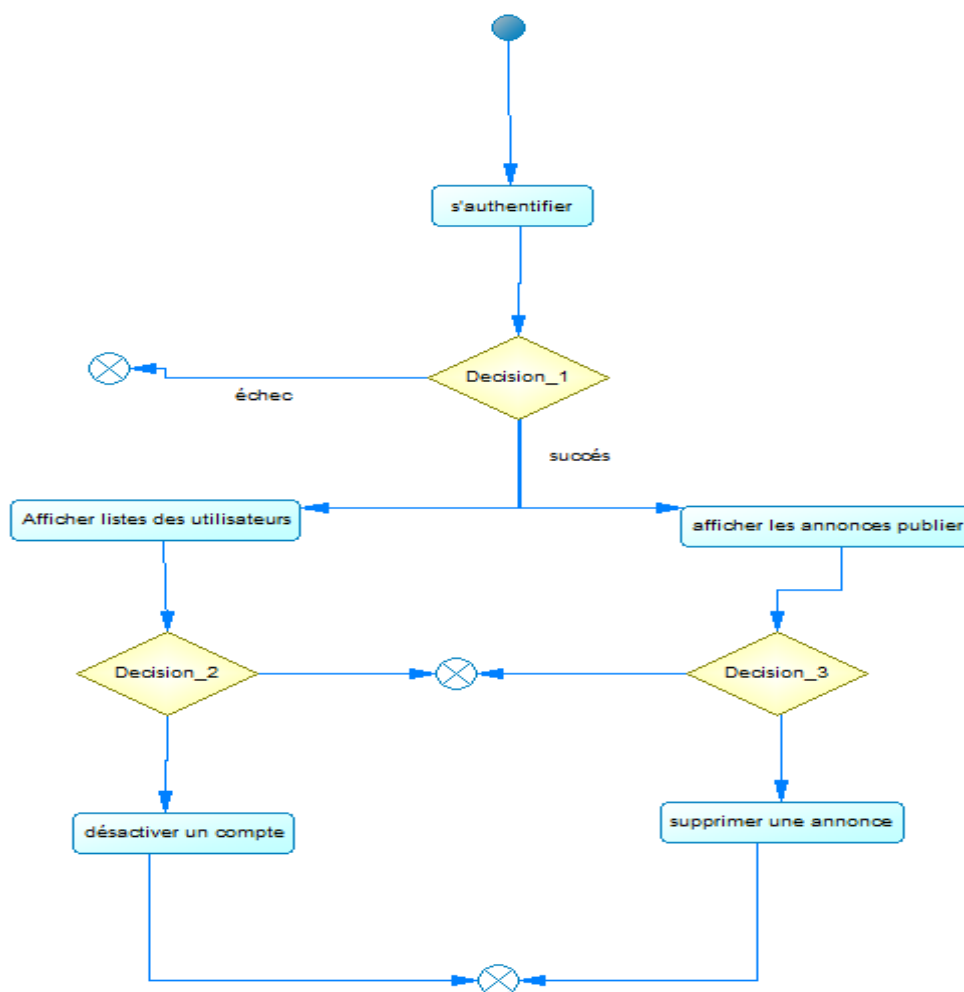 s'authentifier
Decision_1
échec
succés
Afficher listes des utilisateurs
afficher les annonces publier
Decision_2
Decision_3
désactiver un compte
supprimer une annonce